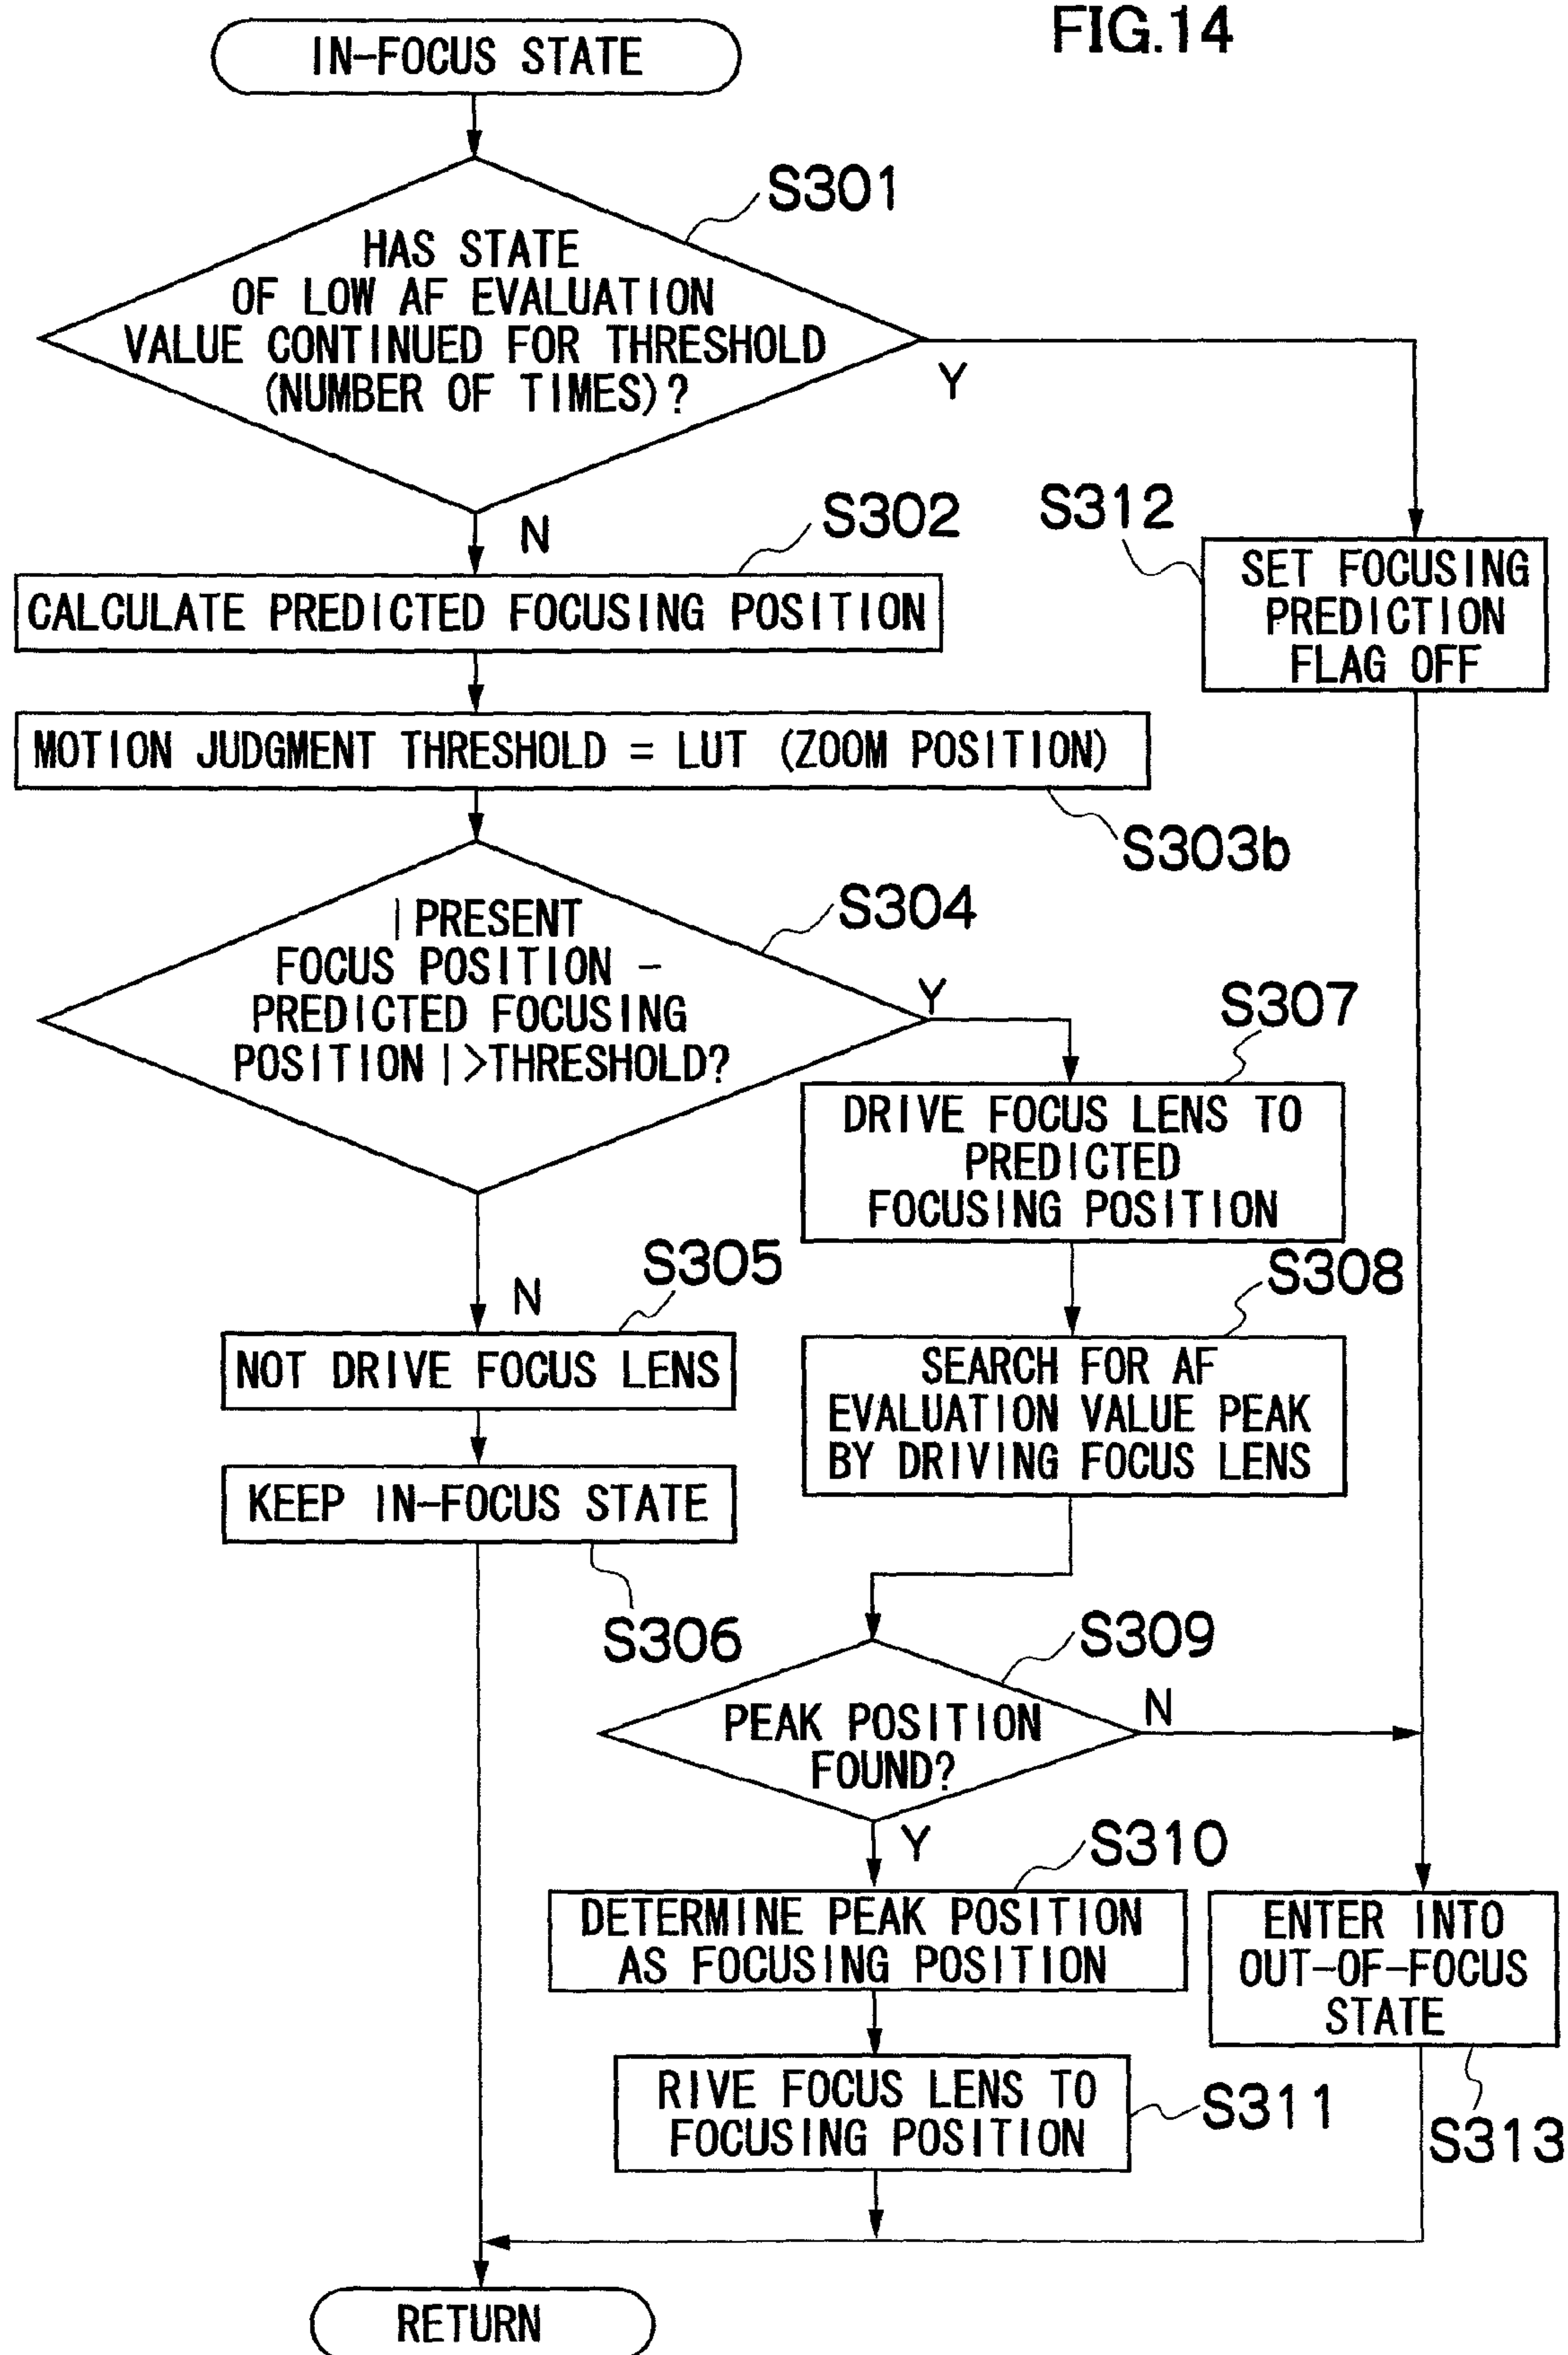 FIG.14
IN-FOCUS STATE
S301
HAS STATE
OF LOW AF EVALUATION
VALUE CONTINUED FOR THRESHOLD
(NUMBER OF TIMES)?
Y
N
S302
CALCULATE PREDICTED FOCUSING POSITION
S312
SET FOCUSING
PREDICTION
FLAG OFF
MOTION JUDGMENT THRESHOLD = LUT (ZOOM POSITION)
S303b
S304
|PRESENT
FOCUS POSITION -
PREDICTED FOCUSING
POSITION|>THRESHOLD?
Y
N
S307
DRIVE FOCUS LENS TO
PREDICTED
FOCUSING POSITION
S305
NOT DRIVE FOCUS LENS
S308
SEARCH FOR AF
EVALUATION VALUE PEAK
BY DRIVING FOCUS LENS
KEEP IN-FOCUS STATE
S306
S309
PEAK POSITION
FOUND?
N
Y
S310
DETERMINE PEAK POSITION
AS FOCUSING POSITION
ENTER INTO
OUT-OF-FOCUS
STATE
S313
RIVE FOCUS LENS TO
FOCUSING POSITION
S311
RETURN